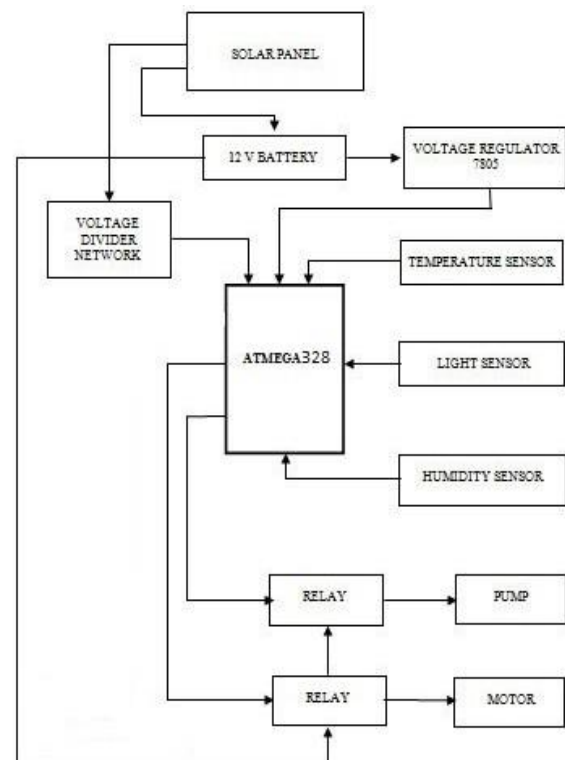 SOLAR PANEL
12 V BATTERY
VOLTAGE REGULATOR
7805
VOLTAGE
DIVIDER
NETWORK
TEMPERATURE SENSOR
ATMEGA328
LIGHT SENSOR
HUMIDITY SENSOR
RELAY
PUMP
RELAY
MOTOR